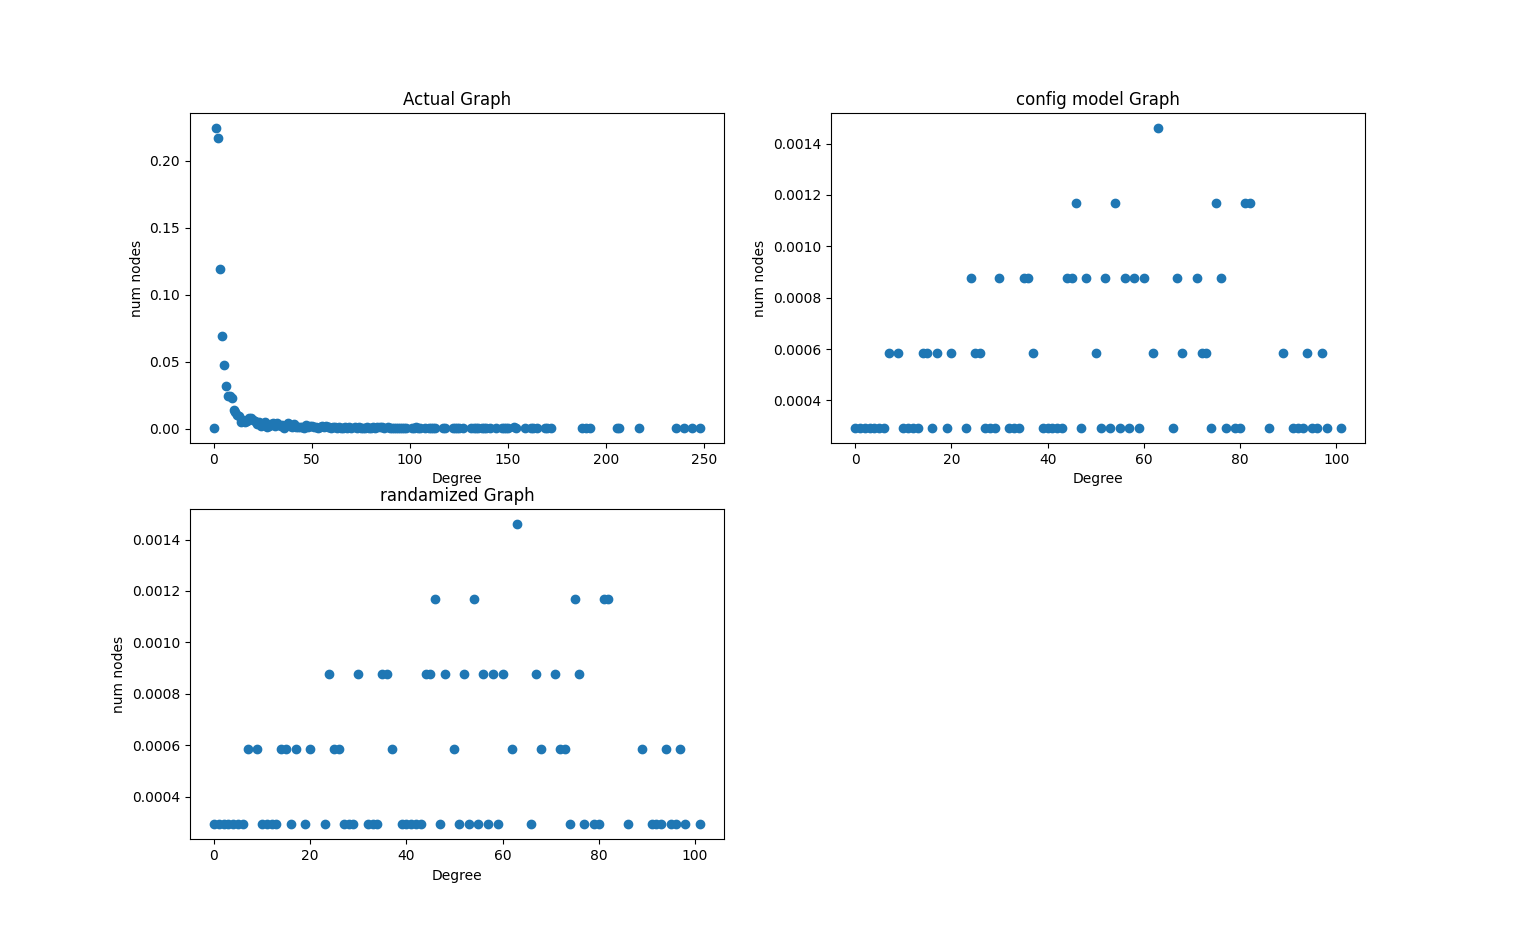 Actual Graph
num nodes
0.20
0.15
0.10
0.05
0.00
0 50 100 150 200 250
Degree
config model Graph
num nodes
0.0014
0.0012
0.0010
0.0008
0.0006
0.0004
0 20 40 60 80 100
Degree
randamized Graph
num nodes
0.0014
0.0012
0.0010
0.0008
0.0006
0.0004
0 20 40 60 80 100
Degree